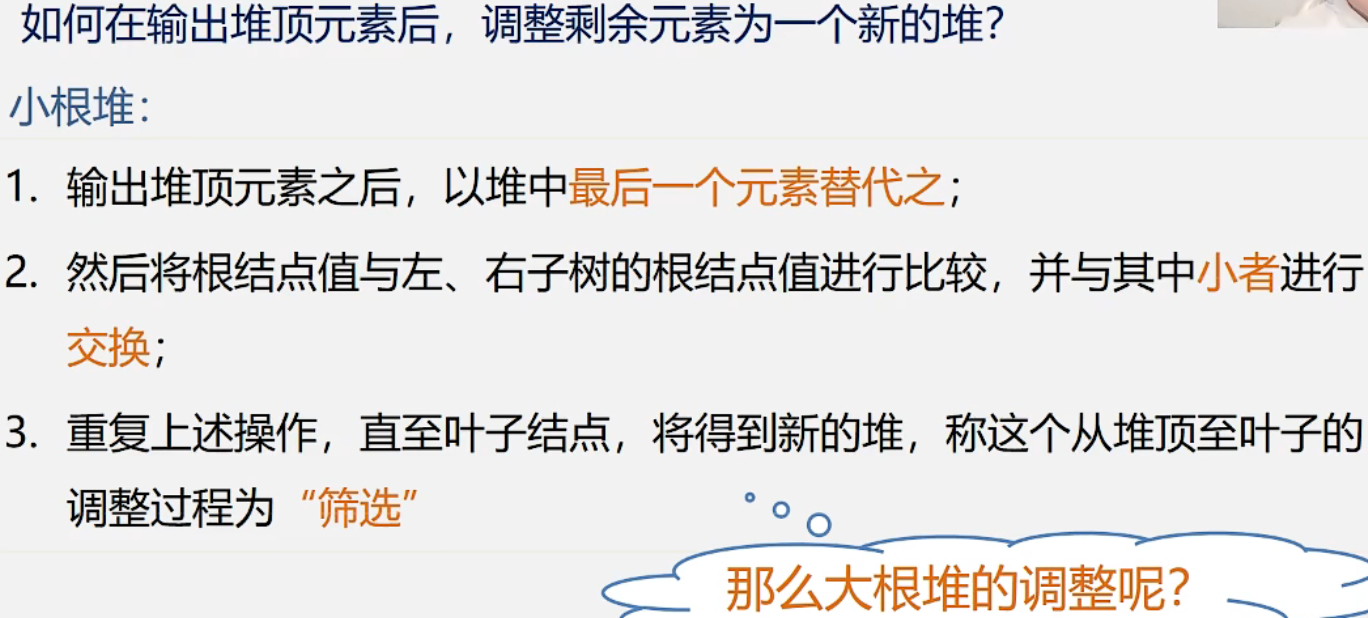 如何在输出堆顶元素后，调整剩余元素为一个新的堆？
小根堆：
1. 输出堆顶元素之后，以堆中最后一个元素替代之；
2. 然后将根结点值与左、右子树的根结点值进行比较，并与其中小者进行
交换；
3. 重复上述操作，直至叶子结点，将得到新的堆，称这个从堆顶至叶子的
调整过程为“筛选”
那么大根堆的调整呢？